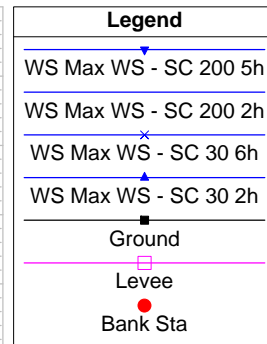 Legend
WS Max WS - SC 200 5h
WS Max WS - SC 200 2h
WS Max WS - SC 30 6h
WS Max WS - SC 30 2h
Ground
Levee
Bank Sta